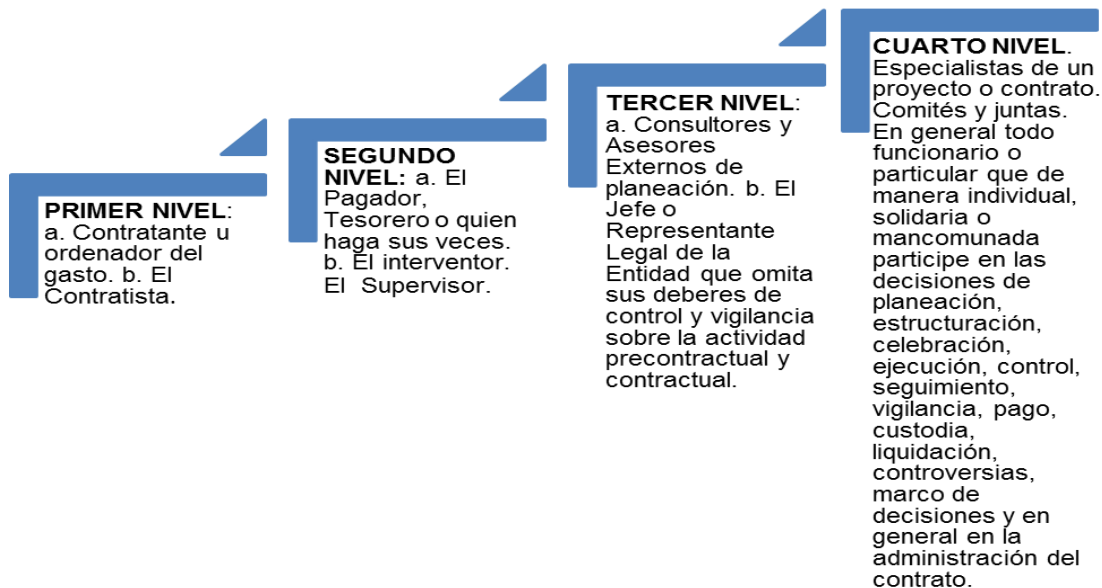 PRIMER NIVEL:
a. Contratante u
ordenador del
gasto. b. El
Contratista.
SEGUNDO
NIVEL: a. El
Pagador,
Tesorero o quien
haga sus veces.
b. El interventor.
El Supervisor.
TERCER NIVEL:
a. Consultores y
Asesores
Externos de
planeación. b. El
Jefe o
Representante
Legal de la
Entidad que omita
sus deberes de
control y vigilancia
sobre la actividad
precontractual y
contractual.
CUARTO NIVEL.
Especialistas de un
proyecto o contrato.
Comités y juntas.
En general todo
funcionario o
particular que de
manera individual,
solidaria o
mancomunada
participe en las
decisiones de
planeación,
estructuración,
celebración,
ejecución, control,
seguimiento,
vigilancia, pago,
custodia,
liquidación,
controversias,
marco de
decisiones y en
general en la
administración del
contrato.